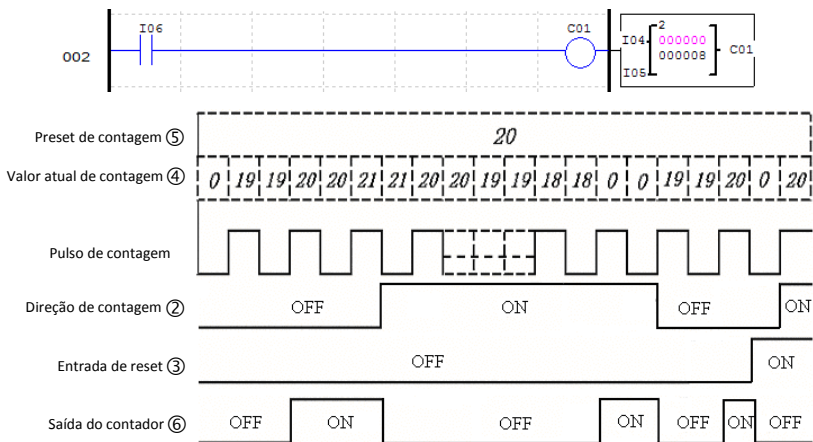 I06
C01
002
2
I04
000000
000008
C01
I05
Preset de contagem ⑤
20
Valor atual de contagem ④
0 19 19 20 20 21 21 20 20 19 19 18 18 0 0 19 19 20 0 20
Pulso de contagem
Direção de contagem ②
OFF ON OFF ON
Entrada de reset ③
OFF ON
Saída do contador ⑥
OFF ON OFF ON OFF ON OFF